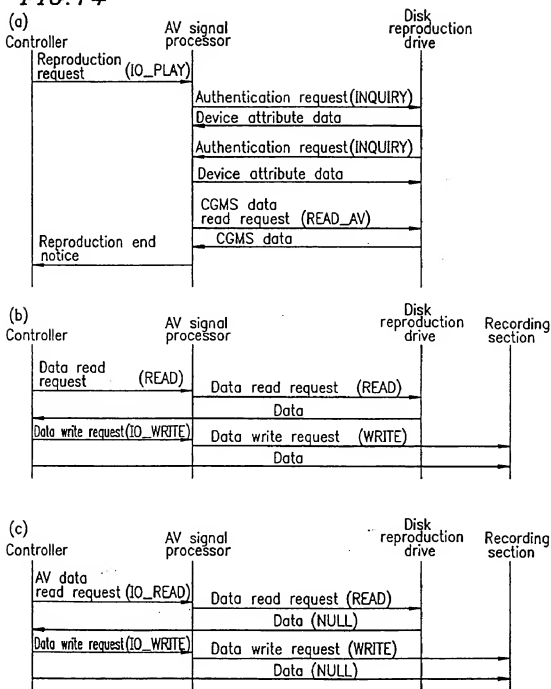 FIG.14
(a)
Controller
AV signal
processor
Disk
reproduction
drive
Reproduction
request (IO_PLAY)
Authentication request(INQUIRY)
Device attribute data
Authentication request(INQUIRY)
Device attribute data
CGMS data
read request (READ_AV)
CGMS data
Reproduction end
notice
(b)
Controller
AV signal
processor
Disk
reproduction
drive
Recording
section
Data read
request (READ)
Data read request (READ)
Data
Data write request(IO_WRITE)
Data write request (WRITE)
Data
(c)
Controller
AV signal
processor
Disk
reproduction
drive
Recording
section
AV data
read request(IO_READ)
Data read request (READ)
Data (NULL)
Data write request(IO_WRITE)
Data write request (WRITE)
Data (NULL)